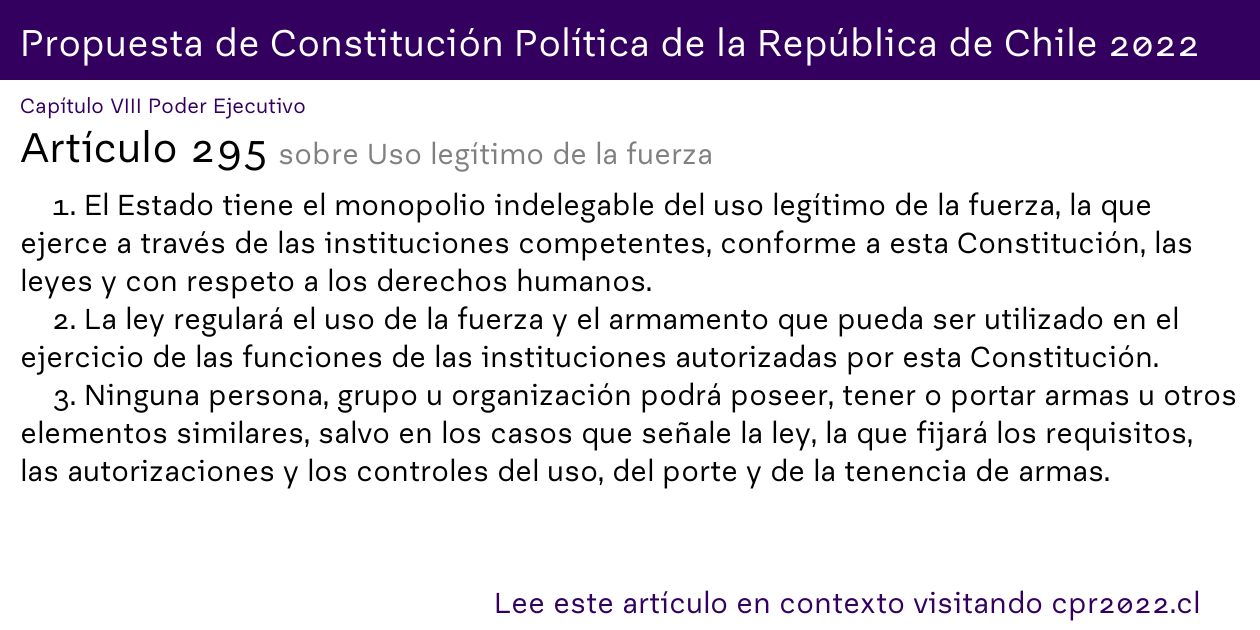 Propuesta de Constitución Política de la República de Chile 2022
Capítulo VIII Poder Ejecutivo
Artículo 295 sobre Uso legítimo de la fuerza
1. El Estado tiene el monopolio indelegable del uso legítimo de la fuerza, la que
ejerce a través de las instituciones competentes, conforme a esta Constitución, las
leyes y con respeto a los derechos humanos.
2. La ley regulará el uso de la fuerza y el armamento que pueda ser utilizado en el
ejercicio de las funciones de las instituciones autorizadas por esta Constitución.
3. Ninguna persona, grupo u organización podrá poseer, tener o portar armas u otros
elementos similares, salvo en los casos que señale la ley, la que fijará los requisitos,
las autorizaciones y los controles del uso, del porte y de la tenencia de armas.
Lee este artículo en contexto visitando cpr2022.cl